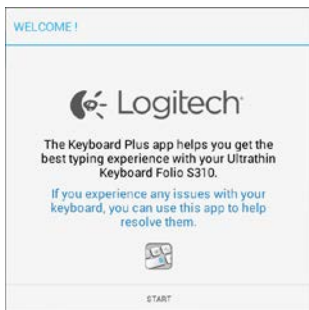 WELCOME !
Logitech
The Keyboard Plus app helps you get the
best typing experience with your Ultrathin
Keyboard Folio S310.
If you experience any issues with your
keyboard, you can use this app to help
resolve them.
START